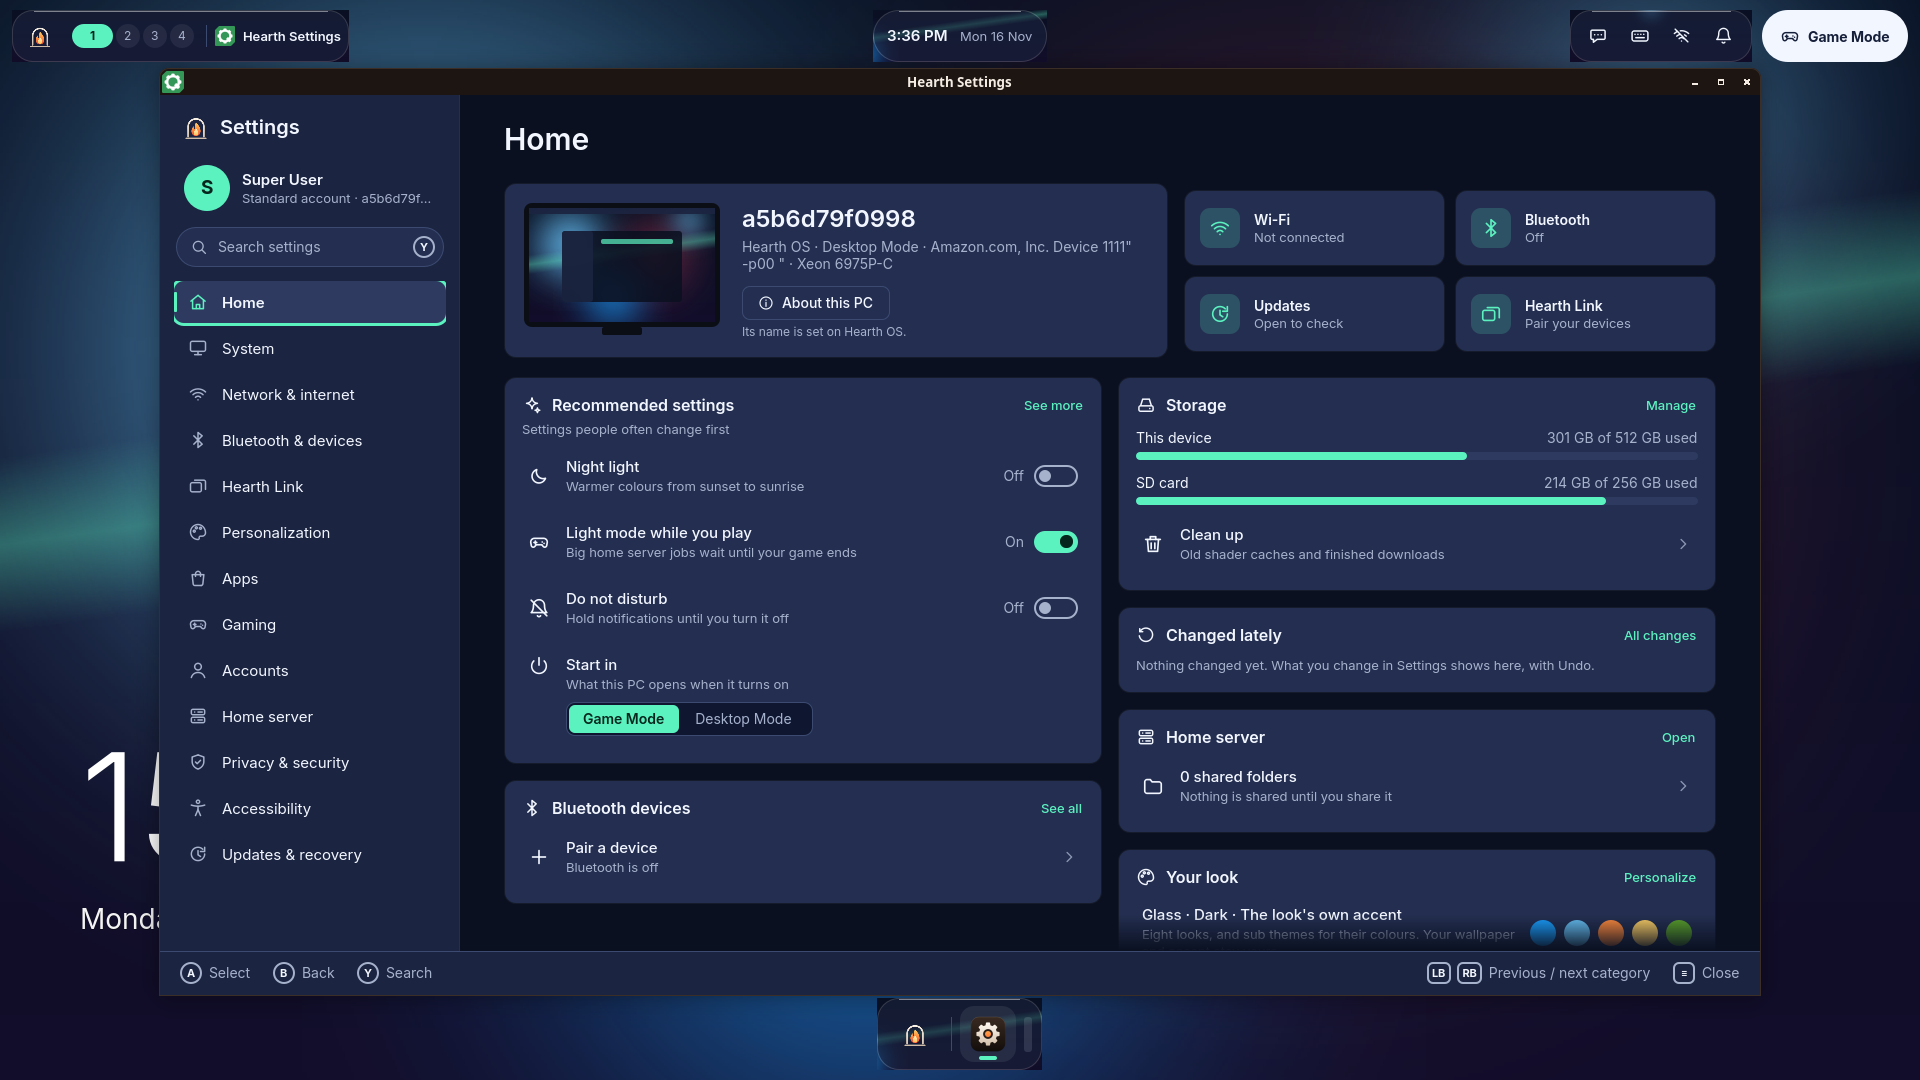 1 2 3 4 Hearth Settings
3:36 PM Mon 16 Nov
Game Mode
Hearth Settings
Settings
S
Super User
Standard account · a5b6d79f...
Search settings Y
Home
System
Network & internet
Bluetooth & devices
Hearth Link
Personalization
Apps
Gaming
Accounts
Home server
Privacy & security
Accessibility
Updates & recovery
Home
a5b6d79f0998
Hearth OS · Desktop Mode · Amazon.com, Inc. Device 1111"
-p00 " · Xeon 6975P-C
About this PC
Its name is set on Hearth OS.
Wi-Fi
Not connected
Bluetooth
Off
Updates
Open to check
Hearth Link
Pair your devices
Recommended settings See more
Settings people often change first
Night light
Warmer colours from sunset to sunrise
Off
Light mode while you play
Big home server jobs wait until your game ends
On
Do not disturb
Hold notifications until you turn it off
Off
Start in
What this PC opens when it turns on
Game Mode Desktop Mode
Bluetooth devices See all
Pair a device
Bluetooth is off
Storage Manage
This device 301 GB of 512 GB used
SD card 214 GB of 256 GB used
Clean up
Old shader caches and finished downloads
Changed lately All changes
Nothing changed yet. What you change in Settings shows here, with Undo.
Home server Open
0 shared folders
Nothing is shared until you share it
Your look Personalize
Glass · Dark · The look's own accent
Eight looks, and sub themes for their colours. Your wallpaper
A Select B Back Y Search
LB RB Previous / next category ≡ Close